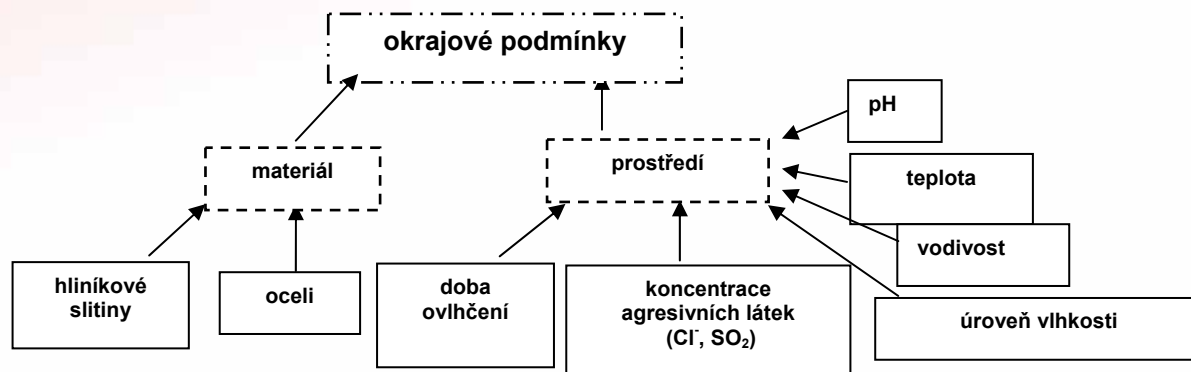 okrajové podmínky
pH
materiál
prostředí
teplota
vodivost
hliníkové
slitiny
oceli
doba
ovlhčení
koncentrace
agresivních látek
(Cl⁻, SO₂)
úroveň vlhkosti